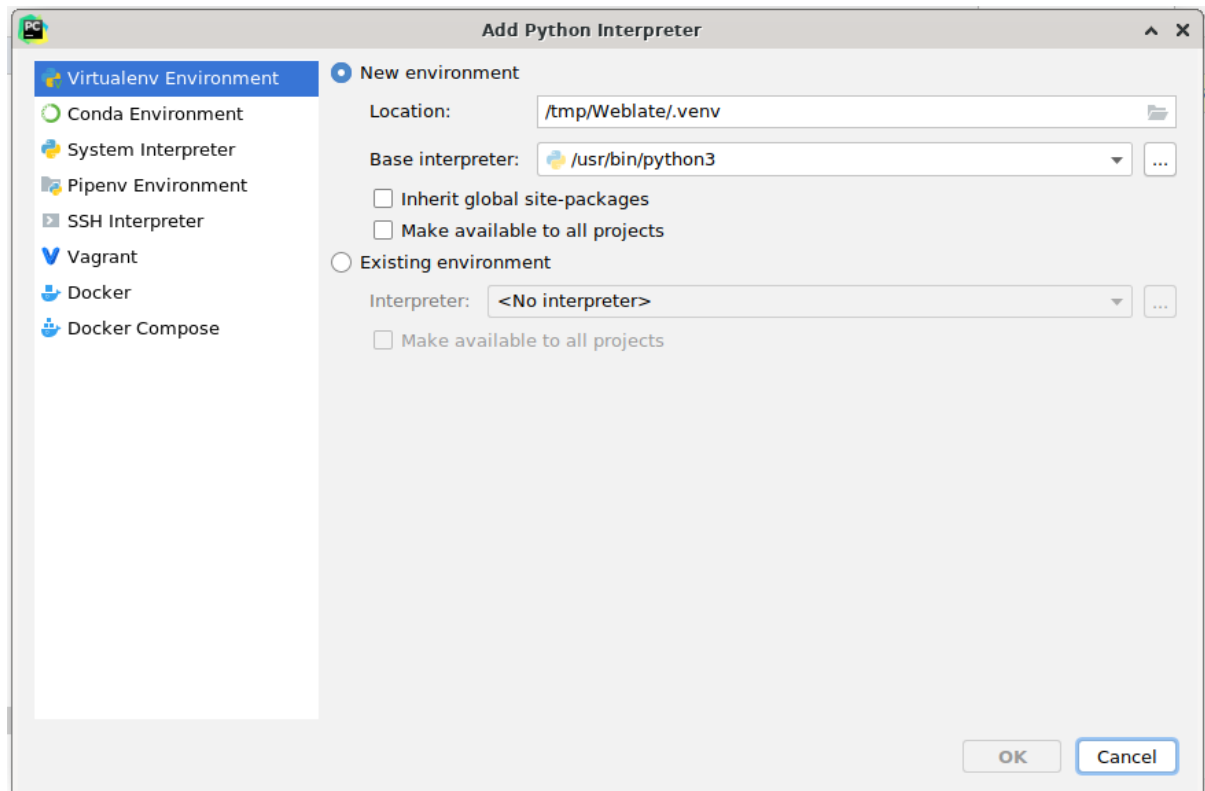 PC
Add Python Interpreter
Virtualenv Environment
Conda Environment
System Interpreter
Pipenv Environment
SSH Interpreter
Vagrant
Docker
Docker Compose
New environment
Location: /tmp/Weblate/.venv
Base interpreter: /usr/bin/python3 ...
Inherit global site-packages
Make available to all projects
Existing environment
Interpreter: <No interpreter> ...
Make available to all projects
OK Cancel